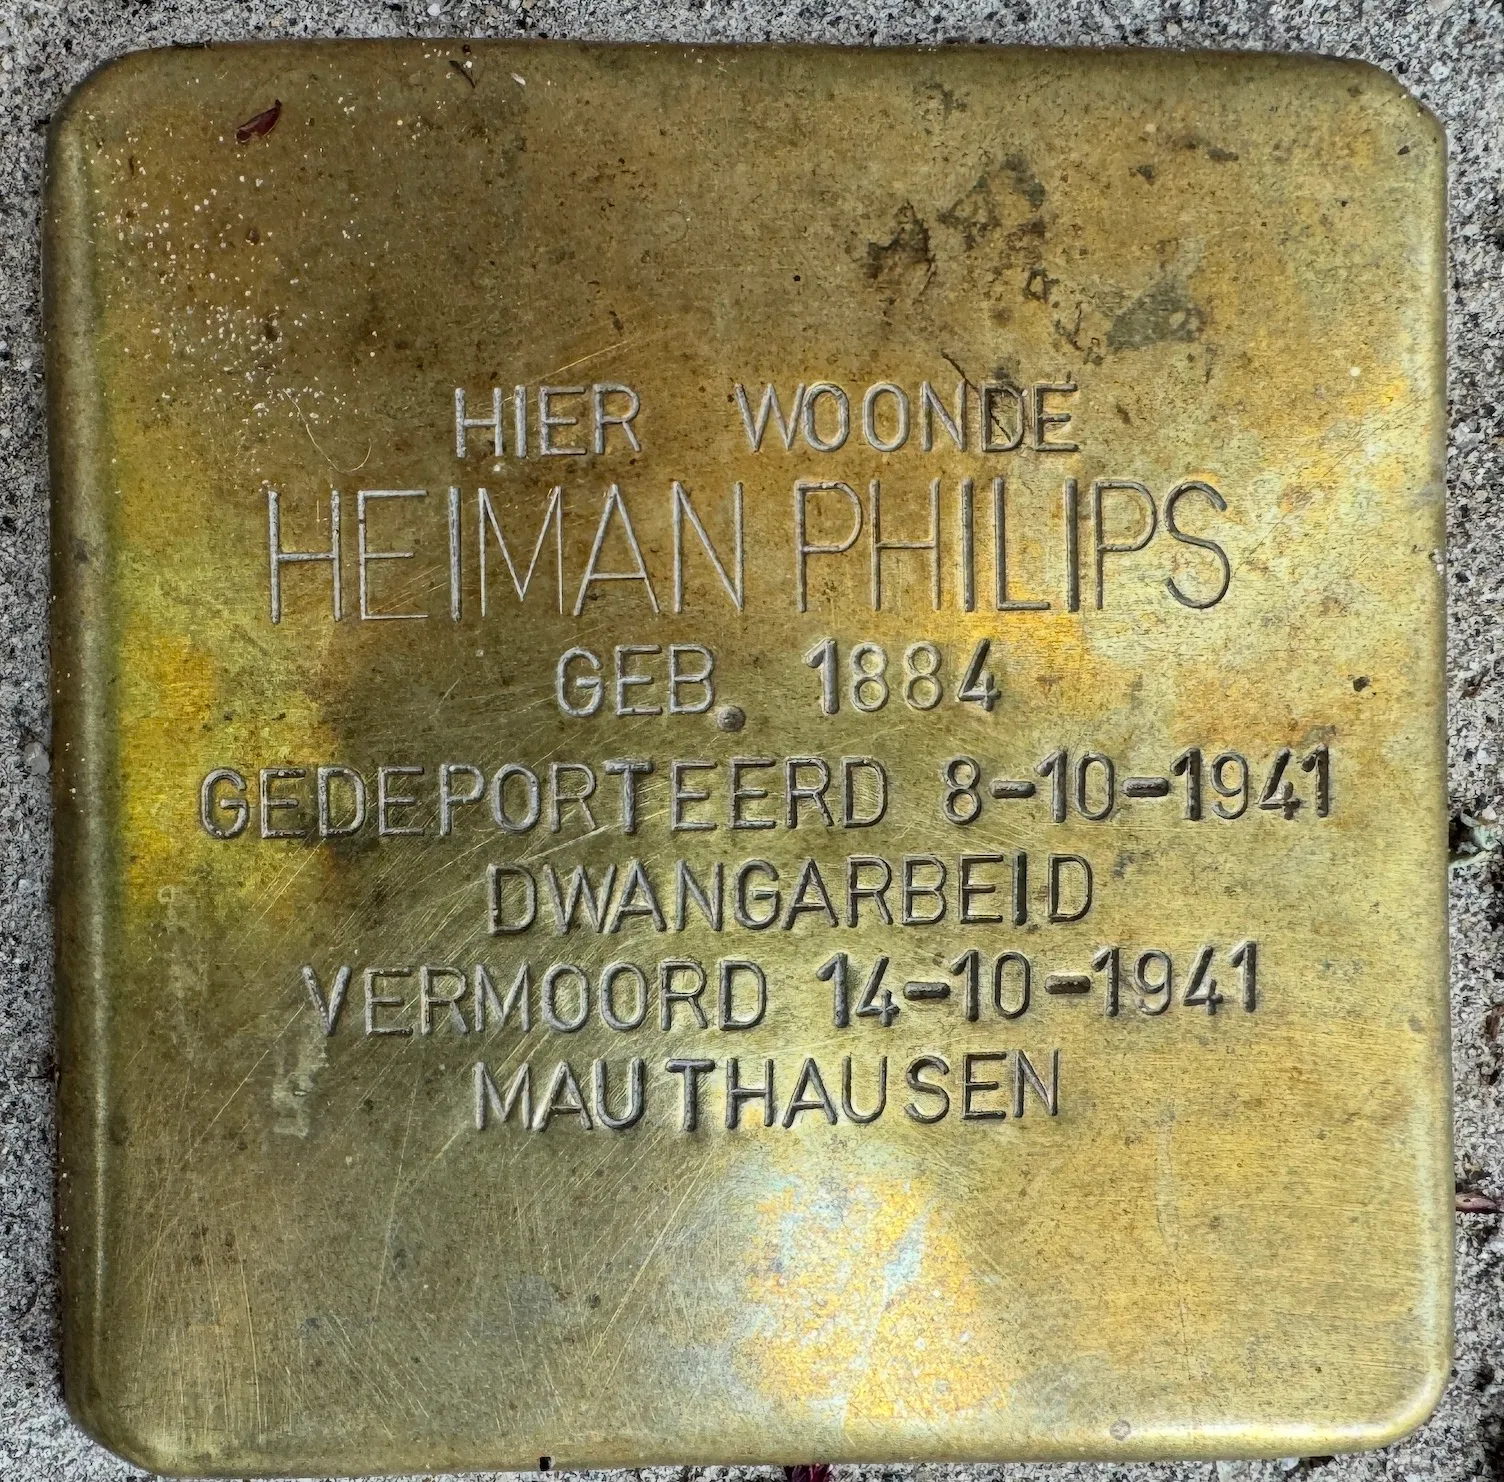 HIER WOONDE
HEIMAN PHILIPS
GEB. 1884
GEDEPORTEERD 8-10-1941
DWANGARBEID
VERMOORD 14-10-1941
MAUTHAUSEN